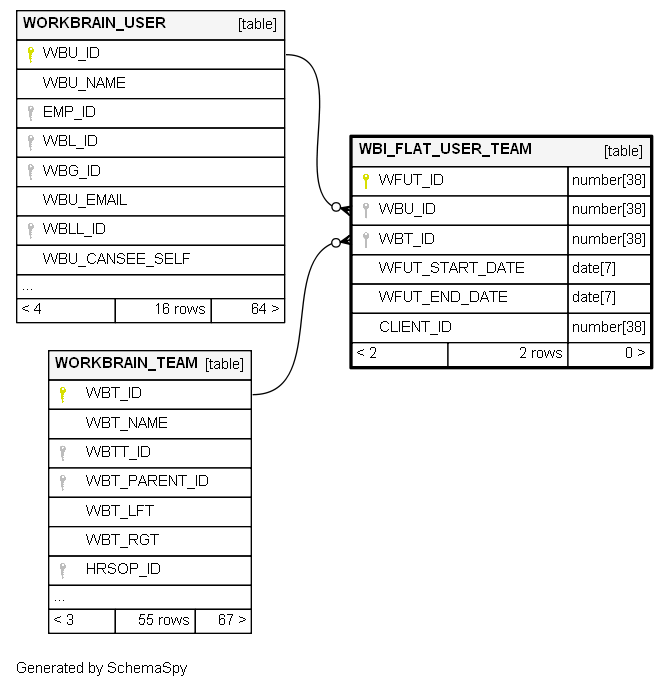 WORKBRAIN_USER [table]
WBU_ID
WBU_NAME
EMP_ID
WBL_ID
WBG_ID
WBU_EMAIL
WBLL_ID
WBU_CANSEE_SELF
...
< 4 16 rows 64 >
WBI_FLAT_USER_TEAM [table]
WFUT_ID number[38]
WBU_ID number[38]
WBT_ID number[38]
WFUT_START_DATE date[7]
WFUT_END_DATE date[7]
CLIENT_ID number[38]
< 2 2 rows 0 >
WORKBRAIN_TEAM [table]
WBT_ID
WBT_NAME
WBTT_ID
WBT_PARENT_ID
WBT_LFT
WBT_RGT
HRSOP_ID
...
< 3 55 rows 67 >
Generated by SchemaSpy